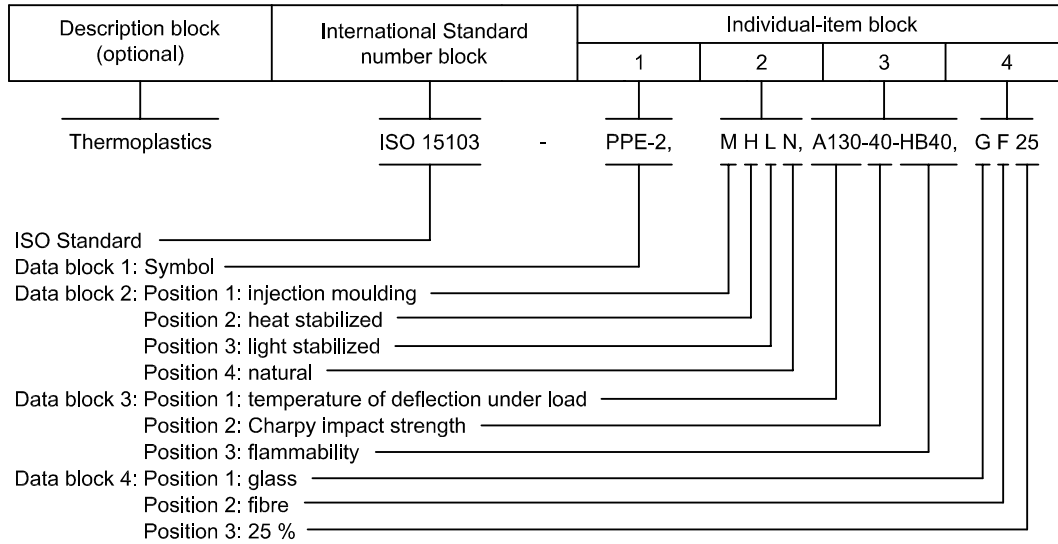 Description block
(optional)
International Standard
number block
Individual-item block
1 2 3 4
Thermoplastics ISO 15103 - PPE-2, M H L N, A130-40-HB40, G F 25
ISO Standard
Data block 1: Symbol
Data block 2: Position 1: injection moulding
Position 2: heat stabilized
Position 3: light stabilized
Position 4: natural
Data block 3: Position 1: temperature of deflection under load
Position 2: Charpy impact strength
Position 3: flammability
Data block 4: Position 1: glass
Position 2: fibre
Position 3: 25 %